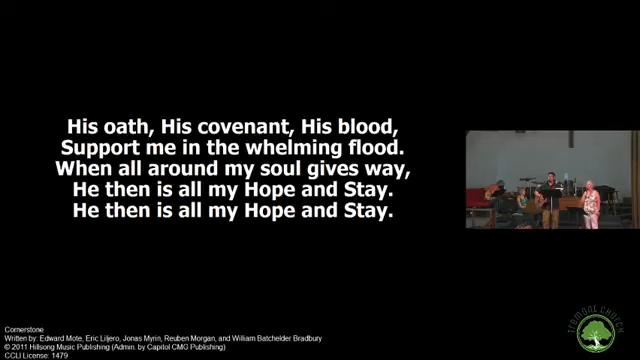 His oath, His covenant, His blood,
Support me in the whelming flood.
When all around my soul gives way,
He then is all my Hope and Stay.
He then is all my Hope and Stay.
Cornerstone
Written by: Edward Mote, Eric Liljero, Jonas Myrin, Reuben Morgan, and William Batchelder Bradbury
© 2011 Hillsong Music Publishing (Admin. by Capitol CMG Publishing)
CCLI License: 1479
Tremont Church